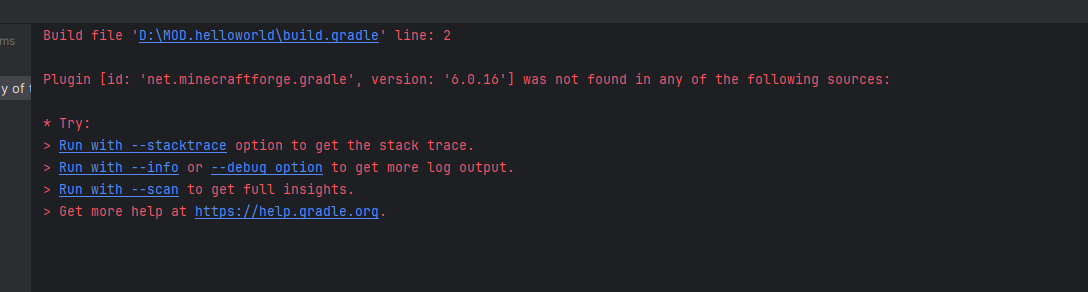 Build file 'D:\MOD.helloworld\build.gradle' line: 2
ms
Plugin [id: 'net.minecraftforge.gradle', version: '6.0.16'] was not found in any of the following sources:
y of t
* Try:
> Run with --stacktrace option to get the stack trace.
> Run with --info or --debug option to get more log output.
> Run with --scan to get full insights.
> Get more help at https://help.gradle.org.